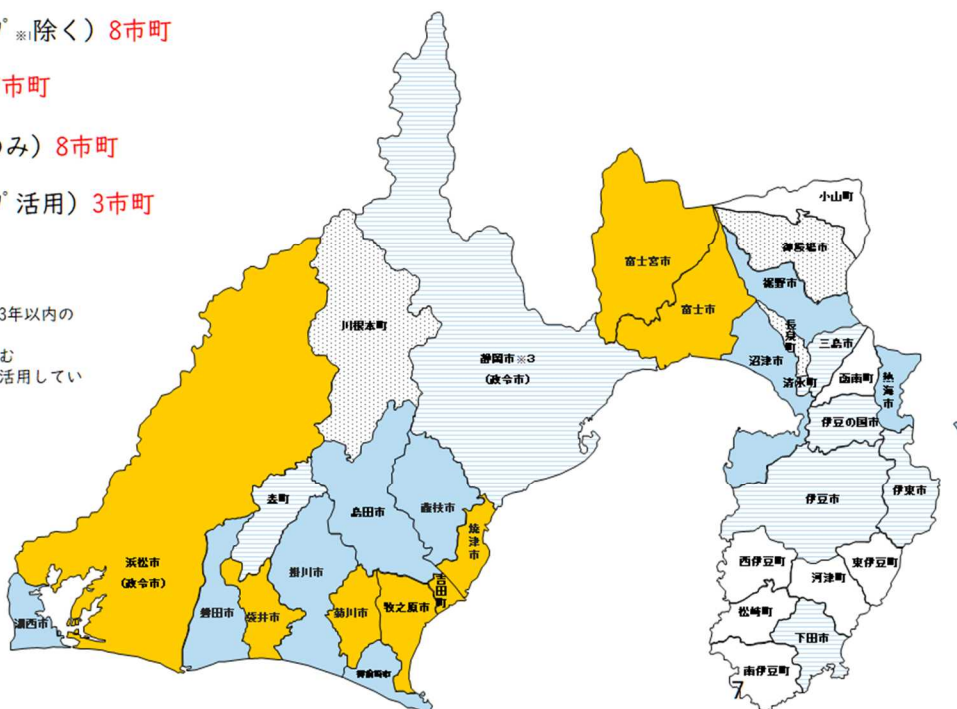 プ※1除く）8市町
市町
のみ）8市町
プ活用）3市町
3年以内の
む
活用してい
小山町
御殿場市
裾野市
富士宮市
富士市
長泉町
三島市
沼津市
清水町
函南町
熱海市
伊豆の国市
伊豆市
伊東市
西伊豆町
東伊豆町
河津町
松崎町
下田市
南伊豆町
7
川根本町
静岡市※3
（政令市）
島田市
藤枝市
焼津市
森町
吉田町
浜松市
（政令市）
掛川市
磐田市
袋井市
菊川市
牧之原市
湖西市
御前崎市